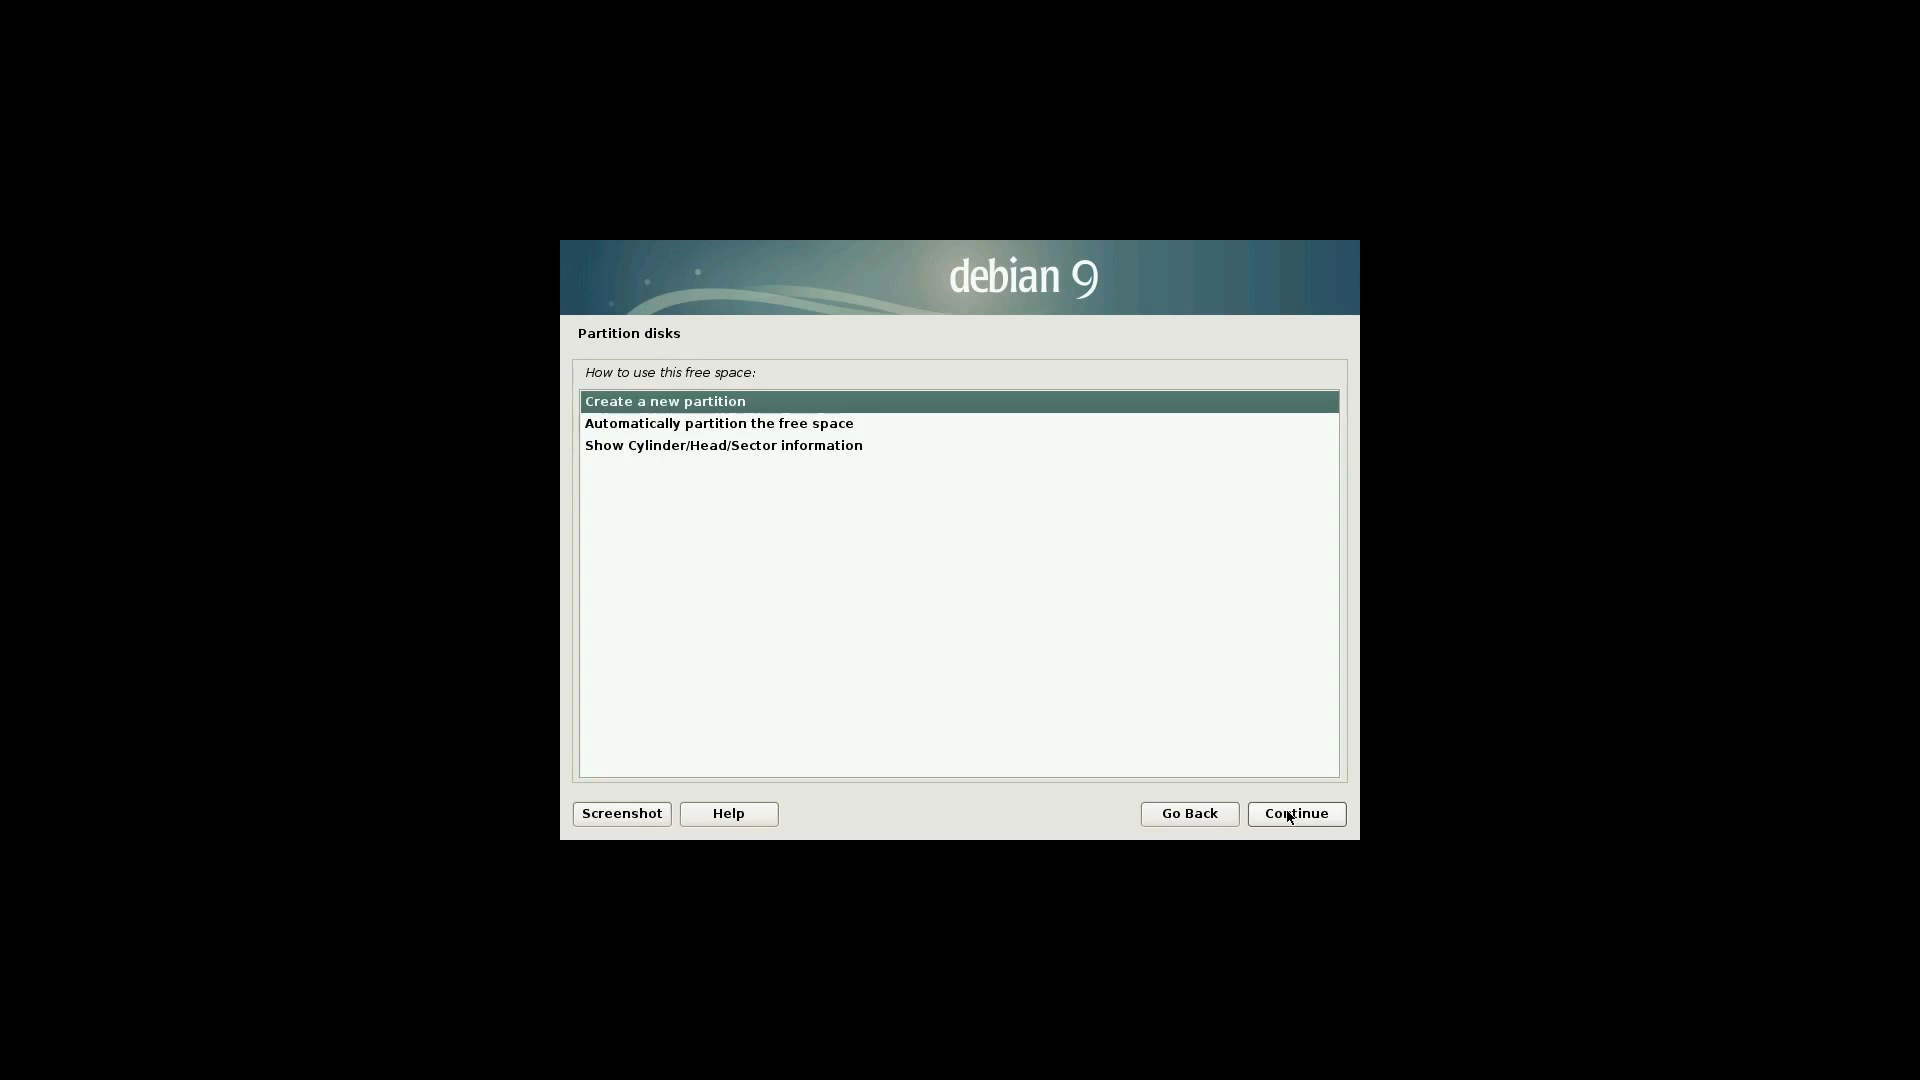 debian 9
Partition disks
How to use this free space:
Create a new partition
Automatically partition the free space
Show Cylinder/Head/Sector information
Screenshot Help Go Back Continue